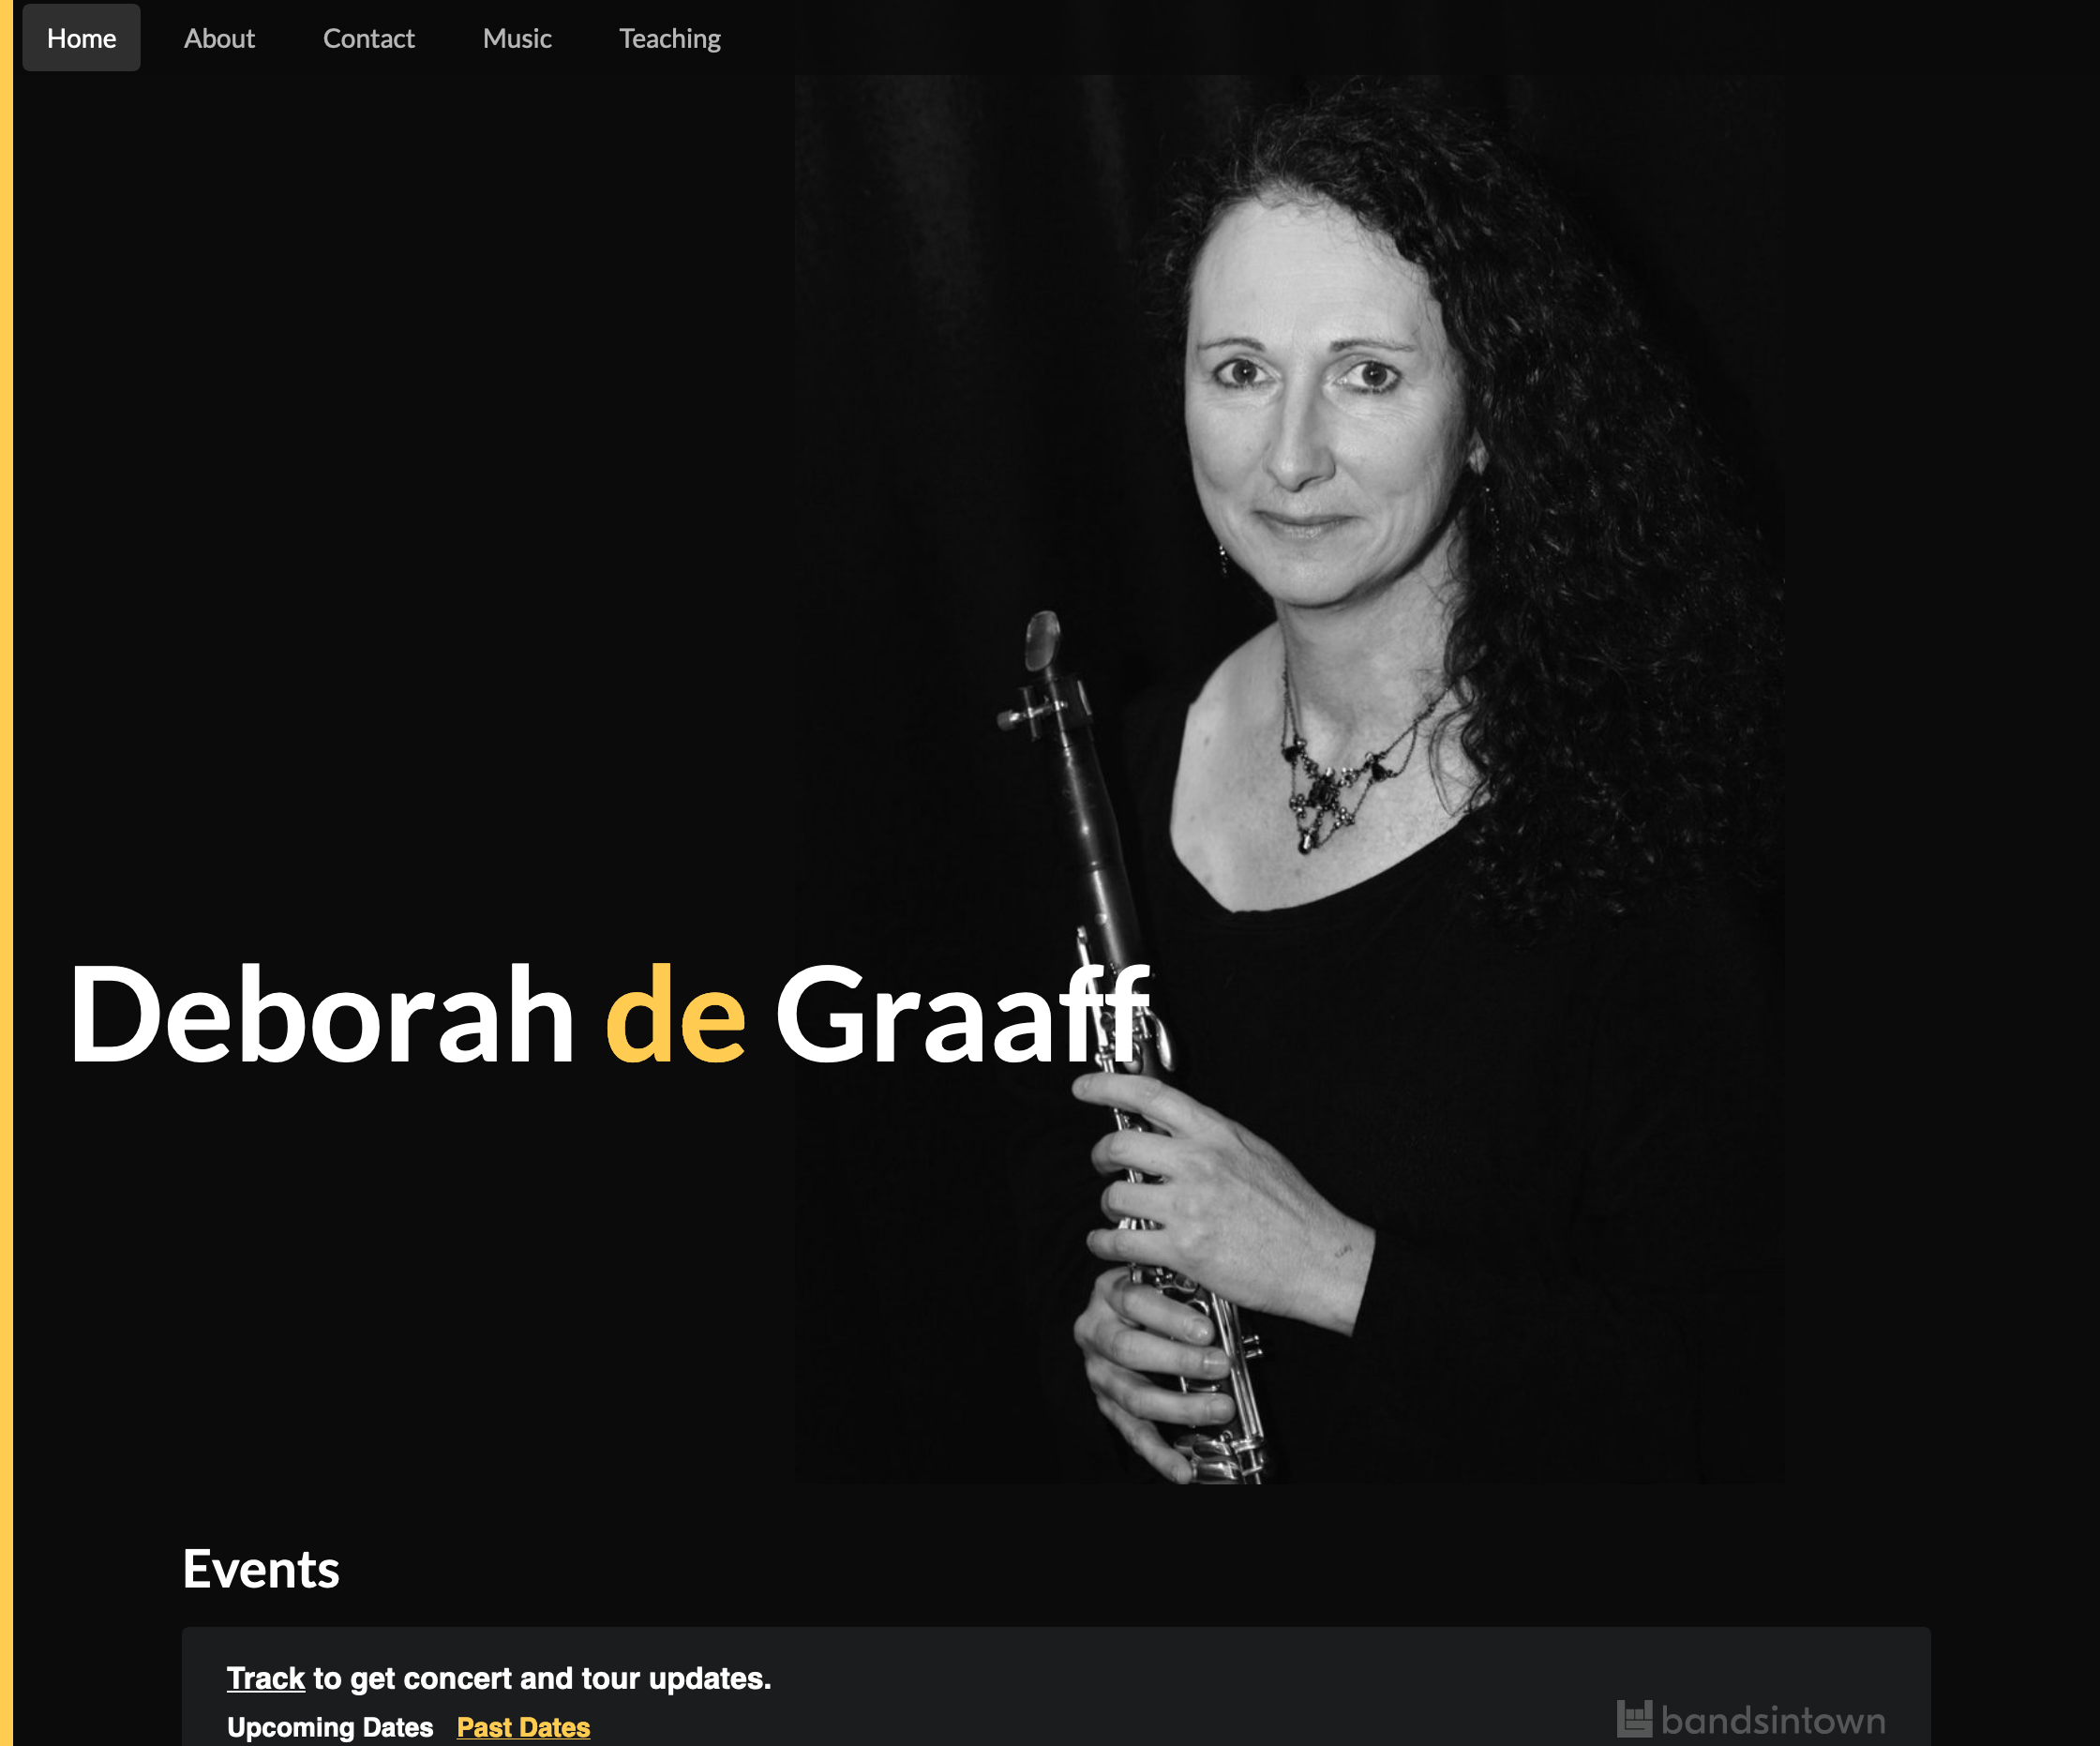 Home About Contact Music Teaching
Deborah de Graaff
Events
Track to get concert and tour updates.
Upcoming Dates Past Dates
bandsintown